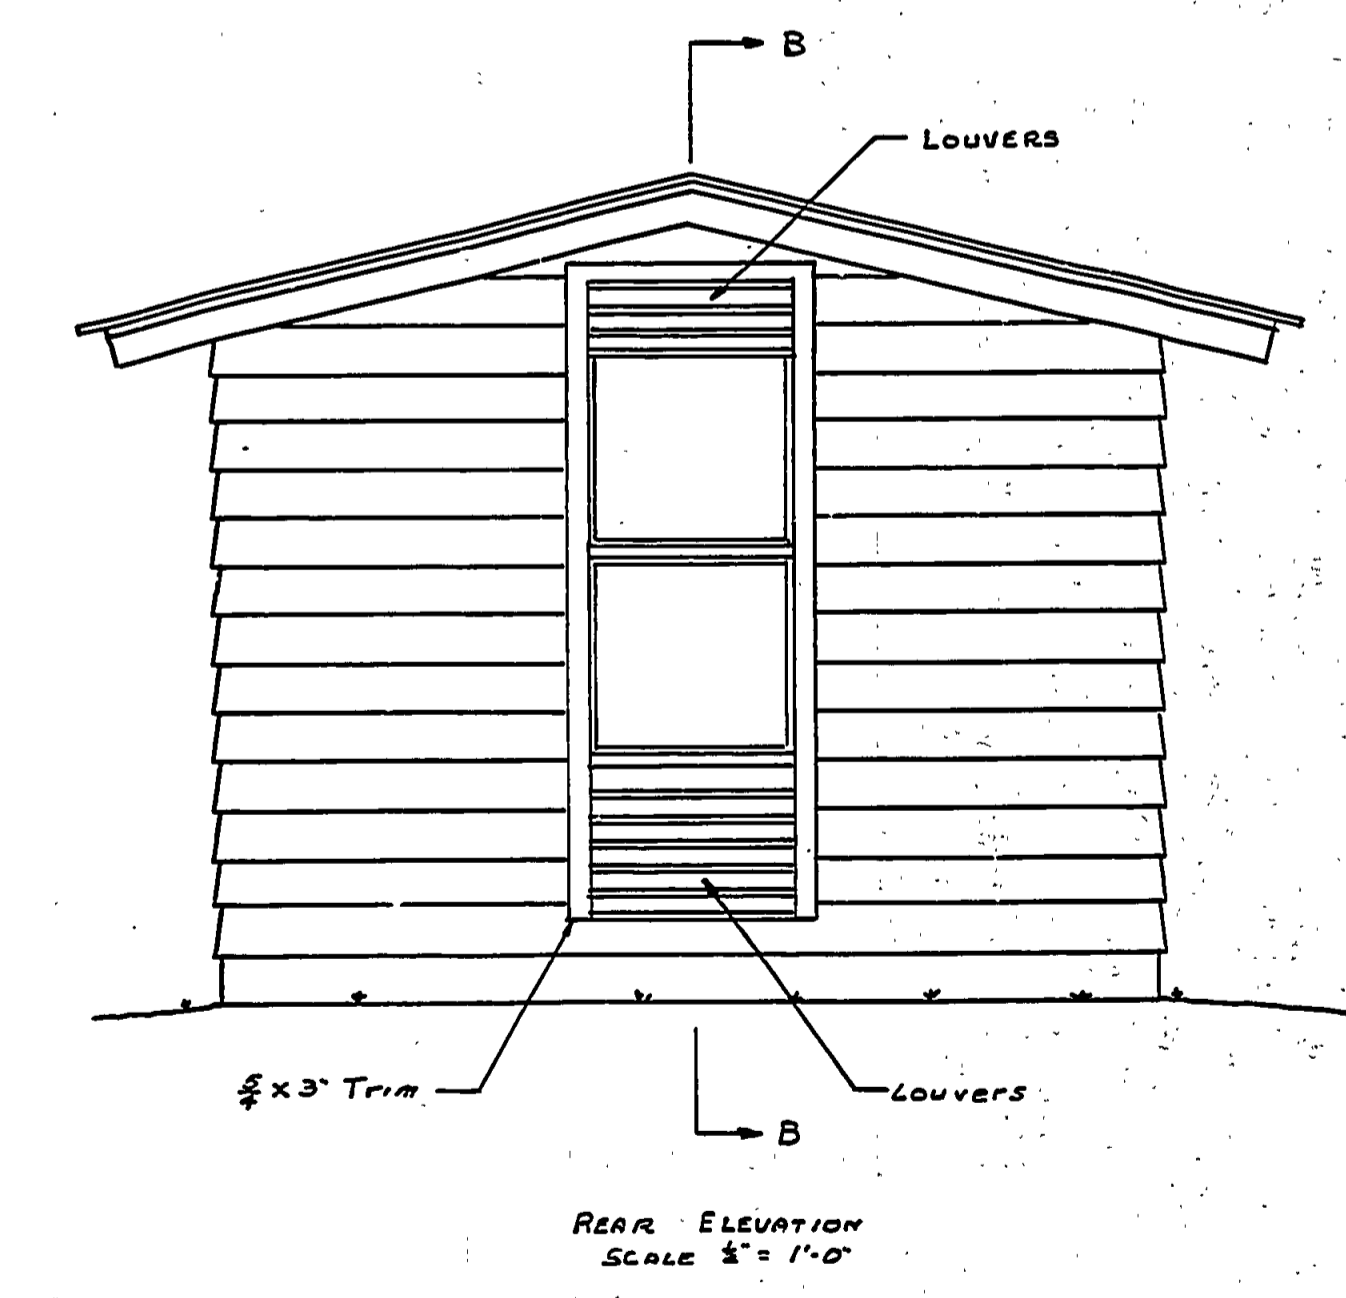 B
LOUVERS
5/4 x 3" Trim
Louvers
B
REAR ELEVATION
SCALE ½" = 1'-0"